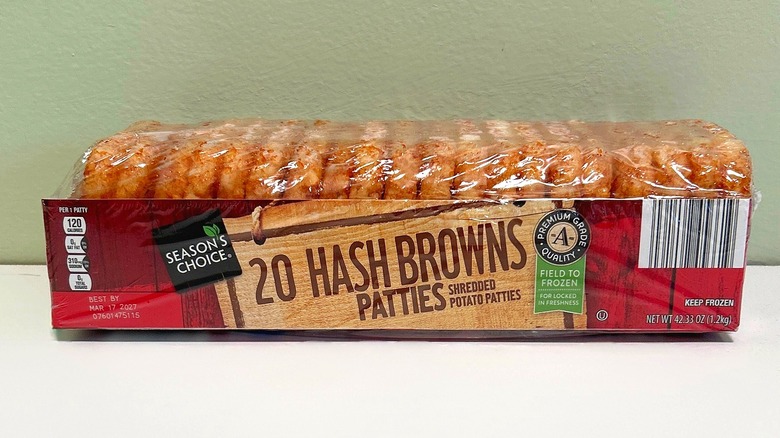 PER 1 PATTY
120
CALORIES
0g
SAT FAT
310mg
SODIUM
0g
TOTAL
SUGARS
BEST BY
MAR 17 2027
07601475115
SEASON'S
CHOICE®
20 HASH BROWNS
PATTIES
SHREDDED
POTATO PATTIES
PREMIUM GRADE
A
QUALITY
FIELD TO
FROZEN
FOR LOCKED
IN FRESHNESS
U
KEEP FROZEN
NET WT 42.33 OZ (1.2kg)